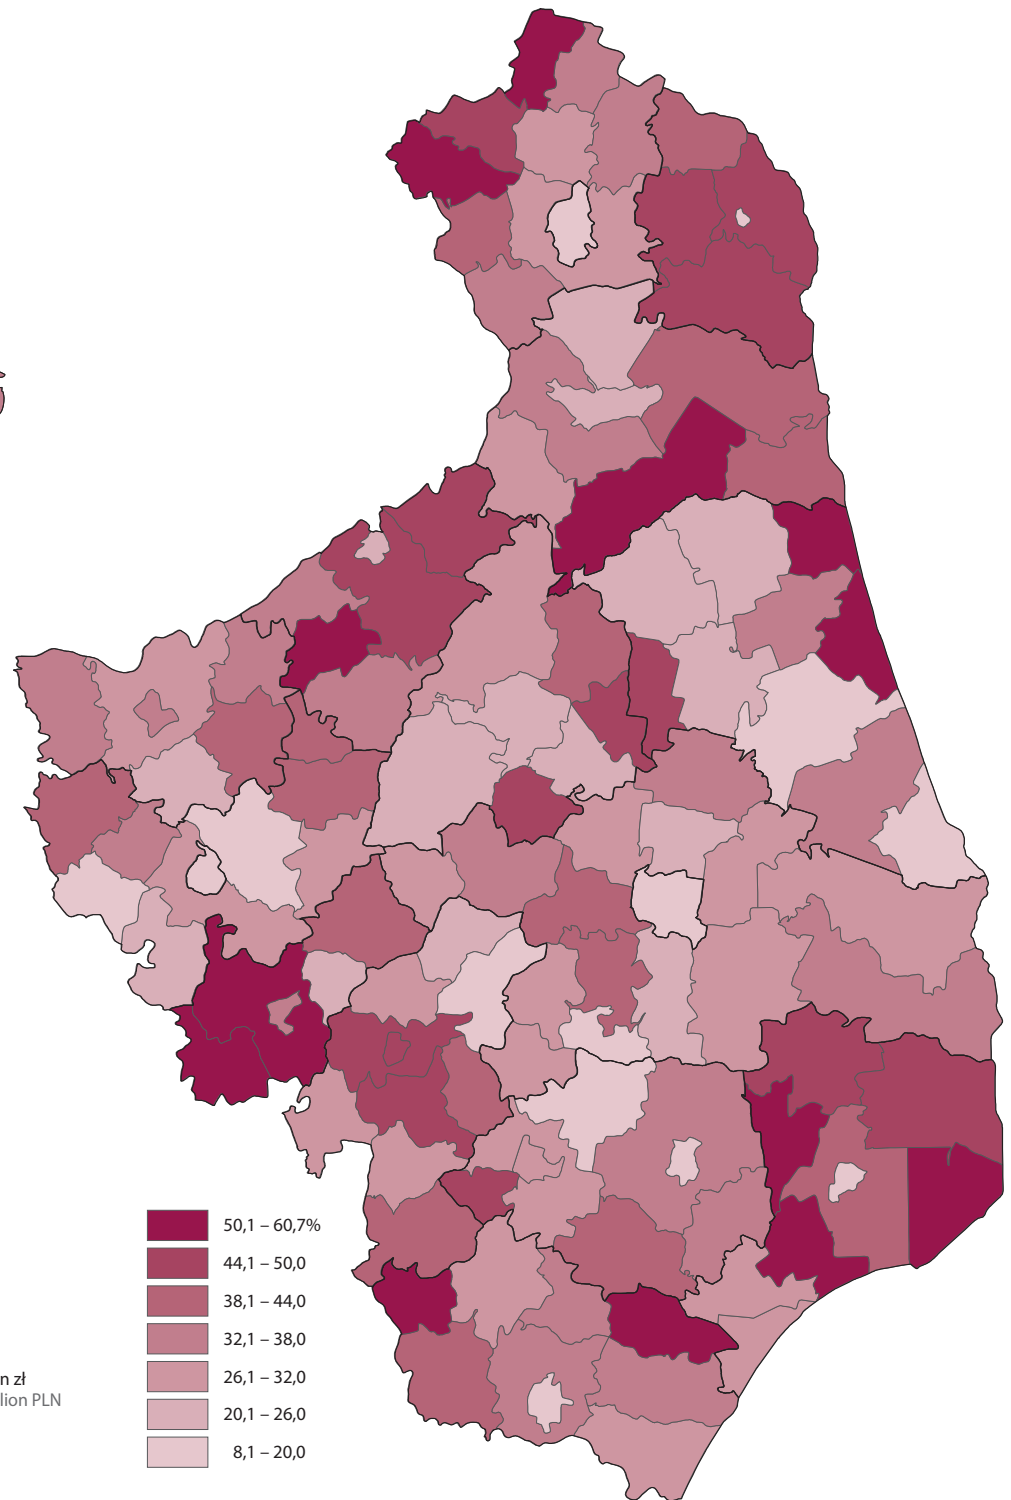 50,1 – 60,7%
44,1 – 50,0
38,1 – 44,0
32,1 – 38,0
26,1 – 32,0
20,1 – 26,0
8,1 – 20,0
n zł
lion PLN